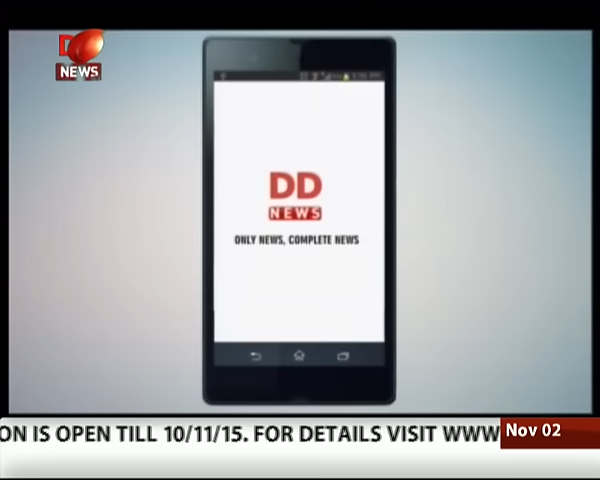 DD
NEWS
DD
NEWS
ONLY NEWS, COMPLETE NEWS
ON IS OPEN TILL 10/11/15. FOR DETAILS VISIT WWW
Nov 02